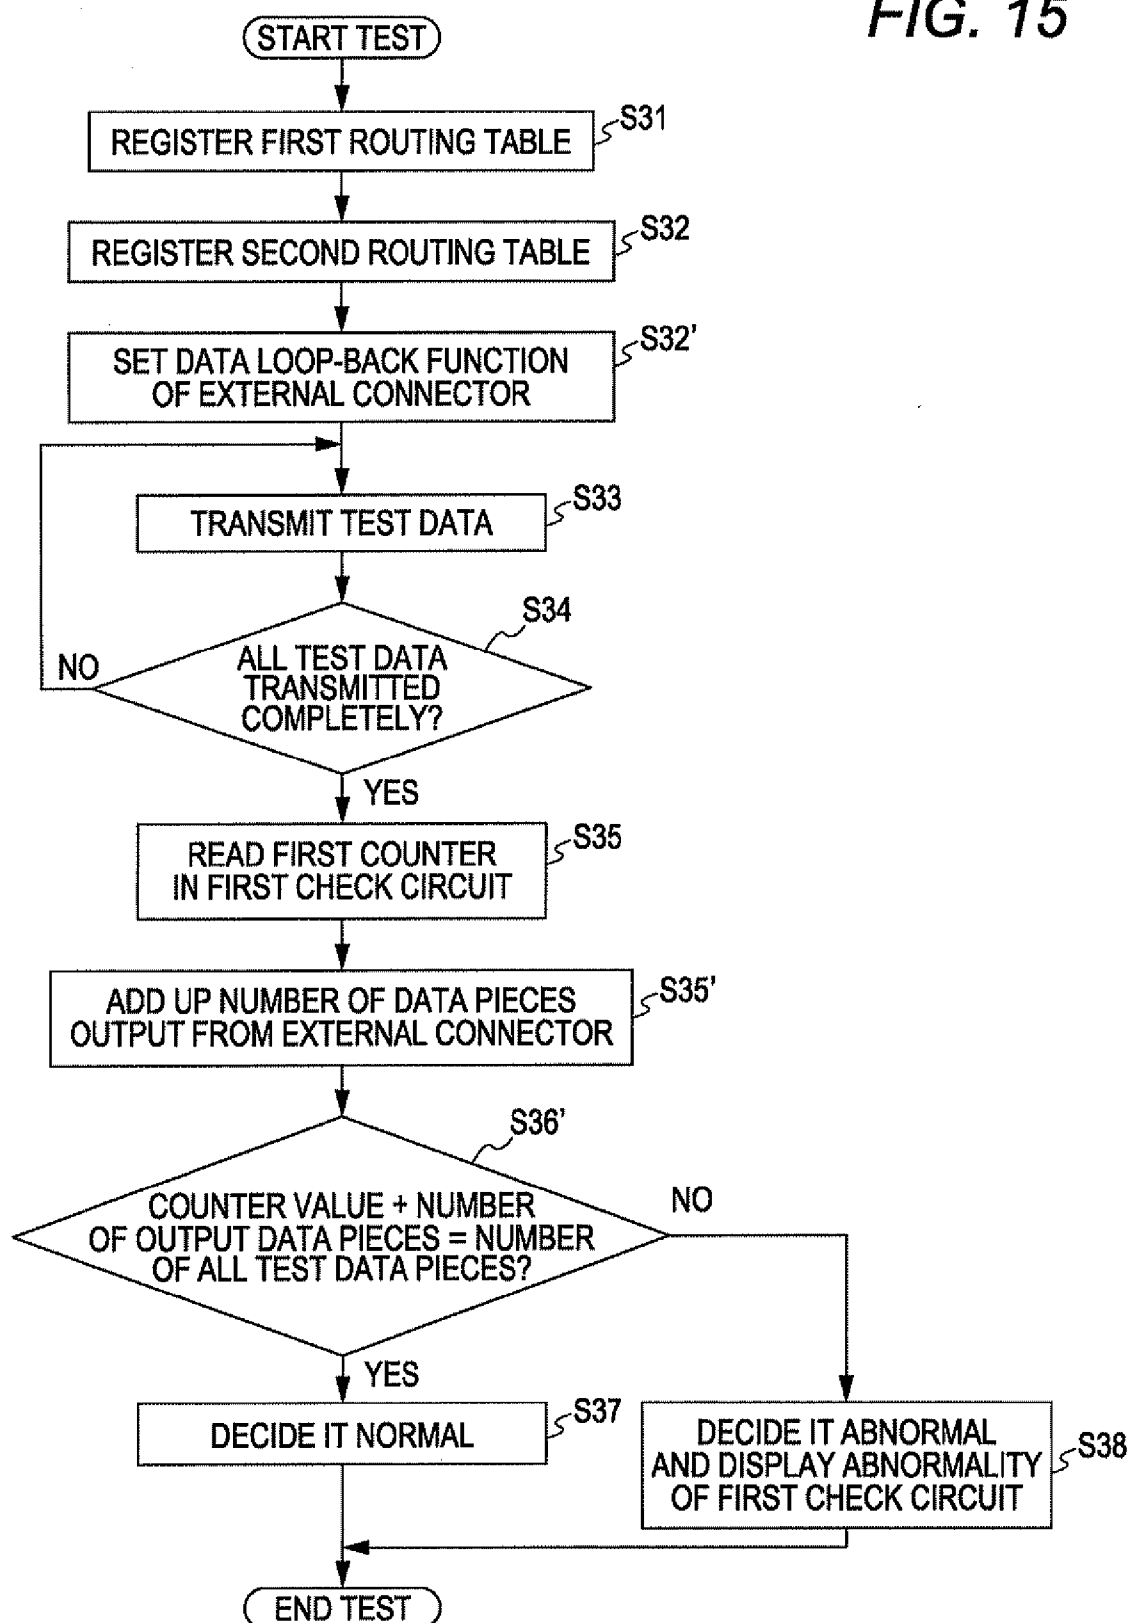 FIG. 15
START TEST
REGISTER FIRST ROUTING TABLE
S31
REGISTER SECOND ROUTING TABLE
S32
SET DATA LOOP-BACK FUNCTION
OF EXTERNAL CONNECTOR
S32'
TRANSMIT TEST DATA
S33
ALL TEST DATA
TRANSMITTED
COMPLETELY?
S34
NO
YES
READ FIRST COUNTER
IN FIRST CHECK CIRCUIT
S35
ADD UP NUMBER OF DATA PIECES
OUTPUT FROM EXTERNAL CONNECTOR
S35'
COUNTER VALUE + NUMBER
OF OUTPUT DATA PIECES = NUMBER
OF ALL TEST DATA PIECES?
S36'
NO
YES
DECIDE IT NORMAL
S37
DECIDE IT ABNORMAL
AND DISPLAY ABNORMALITY
OF FIRST CHECK CIRCUIT
S38
END TEST